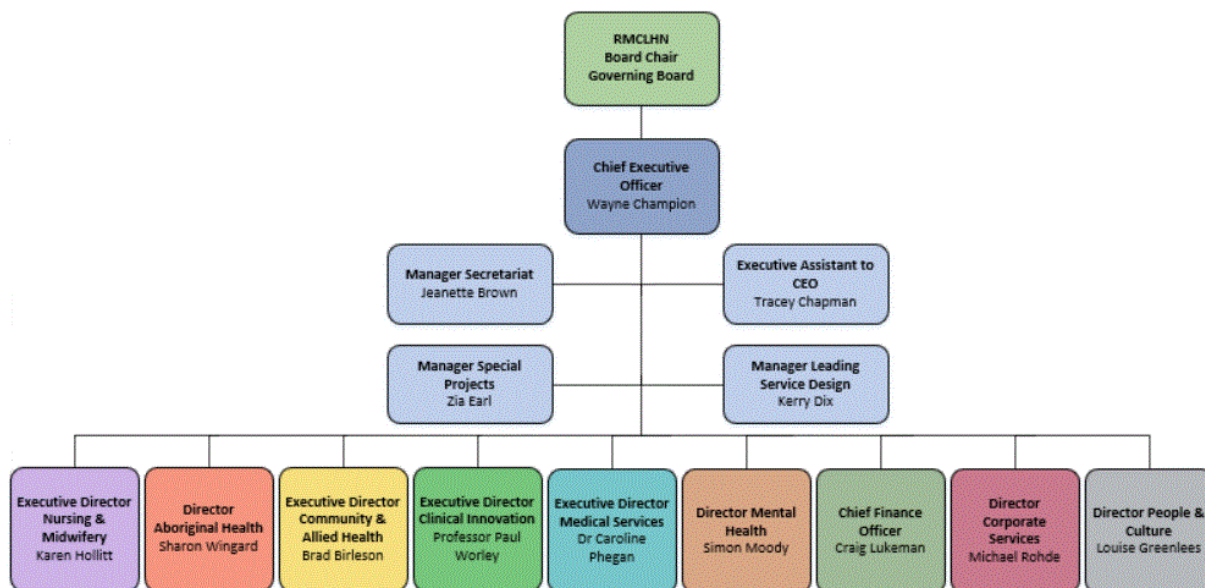 RMCLHN
Board Chair
Governing Board
Chief Executive
Officer
Wayne Champion
Manager Secretariat
Jeanette Brown
Executive Assistant to
CEO
Tracey Chapman
Manager Special
Projects
Zia Earl
Manager Leading
Service Design
Kerry Dix
Executive Director
Nursing &
Midwifery
Karen Hollitt
Director
Aboriginal Health
Sharon Wingard
Executive Director
Community &
Allied Health
Brad Birleson
Executive Director
Clinical Innovation
Professor Paul
Worley
Executive Director
Medical Services
Dr Caroline
Phegan
Director Mental
Health
Simon Moody
Chief Finance
Officer
Craig Lukeman
Director
Corporate
Services
Michael Rohde
Director People &
Culture
Louise Greenlees